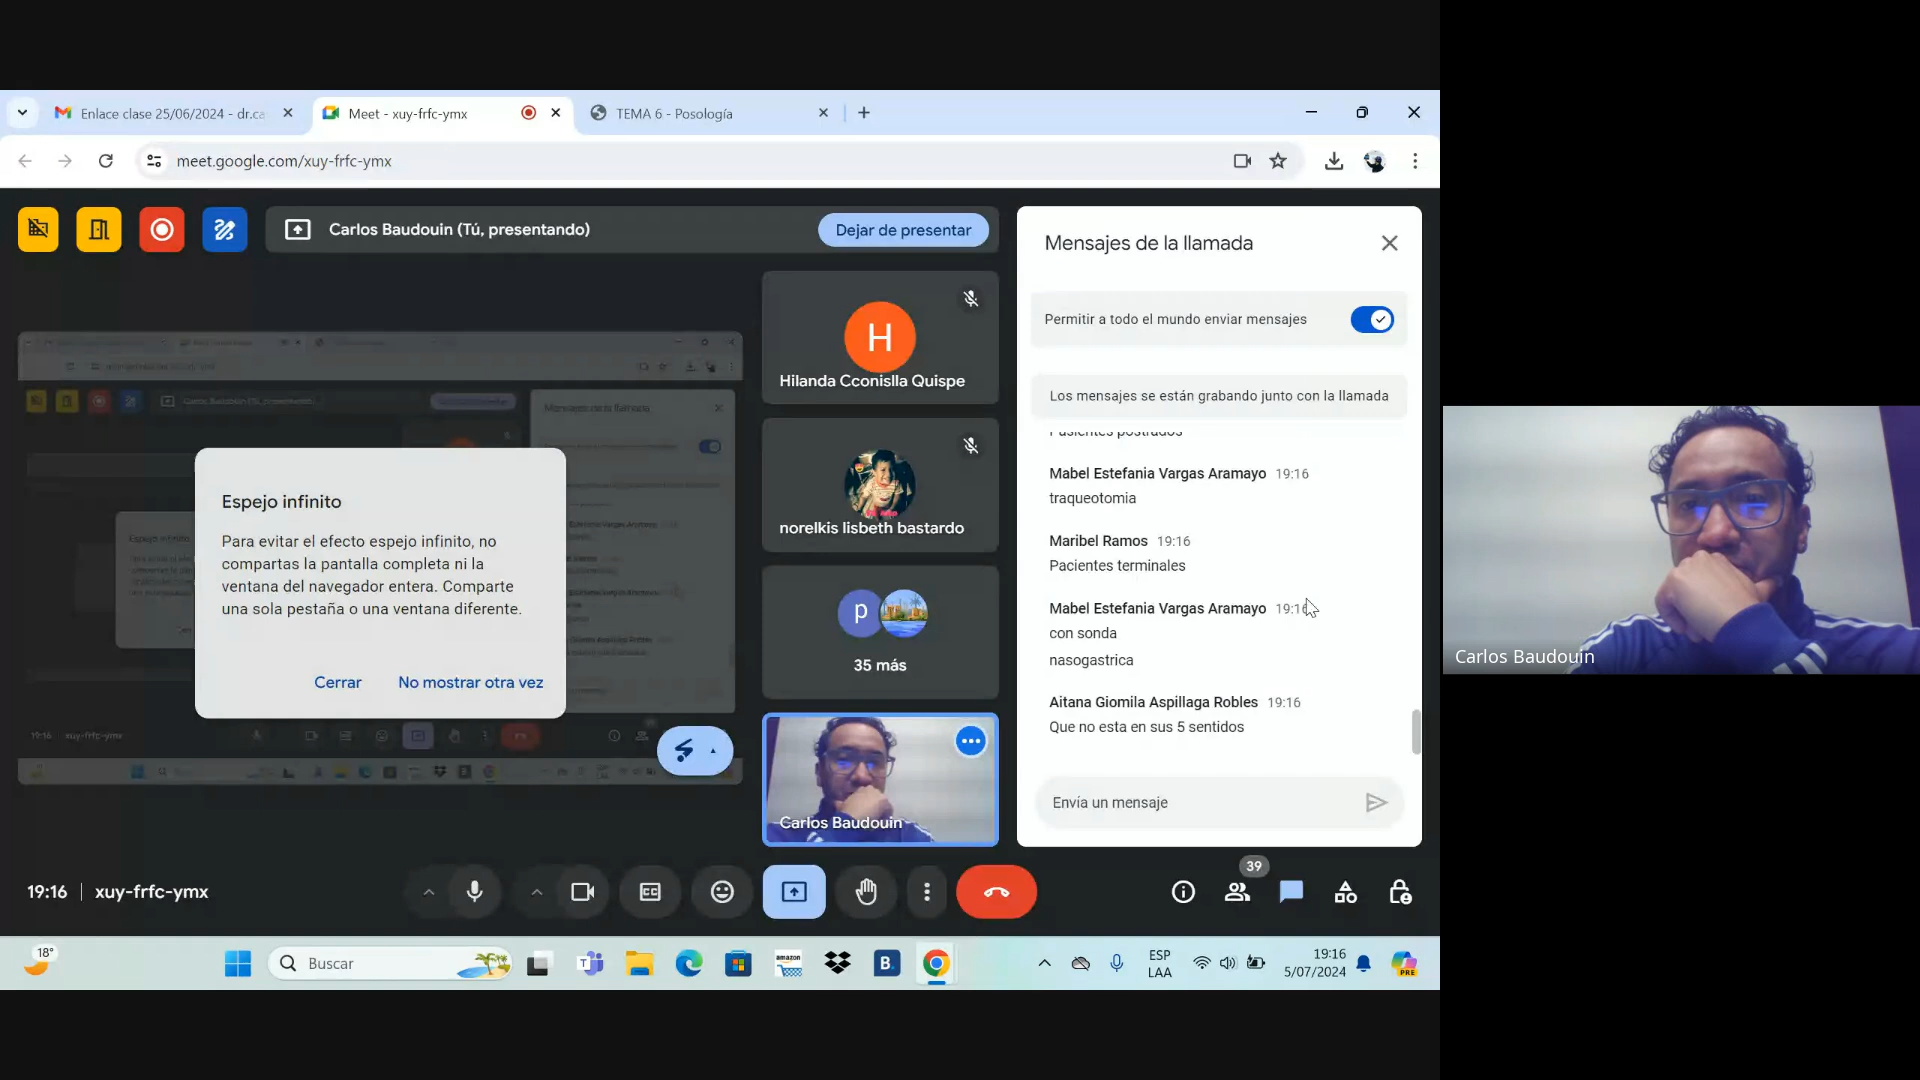 Enlace clase 25/06/2024 - dr.ca
Meet - xuy-frfc-ymx
TEMA 6 - Posología
meet.google.com/xuy-frfc-ymx
Carlos Baudouin (Tú, presentando)
Dejar de presentar
Mensajes de la llamada
Permitir a todo el mundo enviar mensajes
Los mensajes se están grabando junto con la llamada
Pasientes postrados
Mabel Estefania Vargas Aramayo 19:16
traqueotomia
Maribel Ramos 19:16
Pacientes terminales
Mabel Estefania Vargas Aramayo 19:16
con sonda
nasogastrica
Aitana Giomila Aspillaga Robles 19:16
Que no esta en sus 5 sentidos
Envía un mensaje
H
Hilanda Cconislla Quispe
norelkis lisbeth bastardo
p
35 más
Carlos Baudouin
Espejo infinito
Para evitar el efecto espejo infinito, no
compartas la pantalla completa ni la
ventana del navegador entera. Comparte
una sola pestaña o una ventana diferente.
Cerrar
No mostrar otra vez
19:16 | xuy-frfc-ymx
39
18°
Buscar
amazon
B.
ESP
LAA
19:16
5/07/2024
PRE
Carlos Baudouin